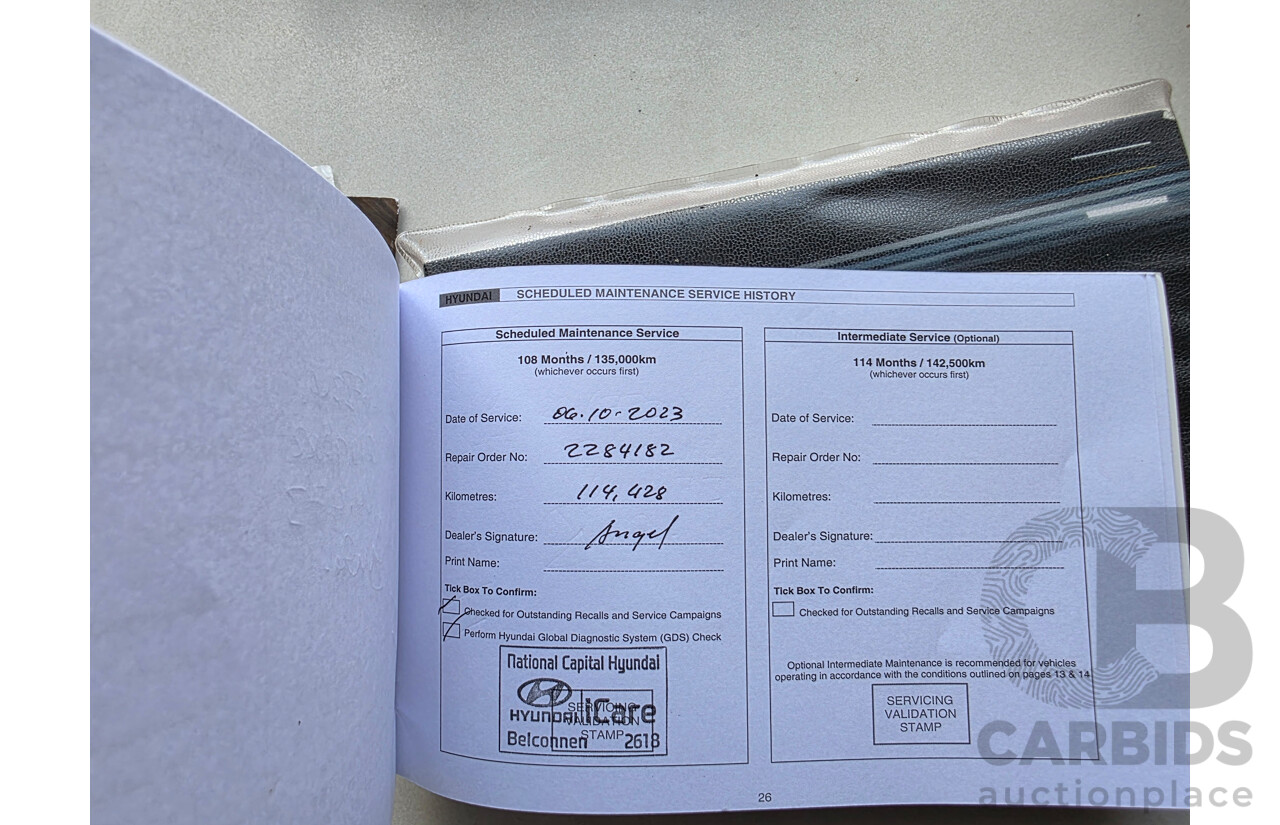 HYUNDAI SCHEDULED MAINTENANCE SERVICE HISTORY
Scheduled Maintenance Service
108 Months / 135,000km
(whichever occurs first)
Date of Service: 06.10-2023
Repair Order No: 2284182
Kilometres: 114,428
Dealer's Signature: Angel
Print Name:
Tick Box To Confirm:
Checked for Outstanding Recalls and Service Campaigns
Perform Hyundai Global Diagnostic System (GDS) Check
National Capital Hyundai
HYUNDAI iCare
Belconnen 2618
SERVICING
VALIDATION
STAMP
Intermediate Service (Optional)
114 Months / 142,500km
(whichever occurs first)
Date of Service:
Repair Order No:
Kilometres:
Dealer's Signature:
Print Name:
Tick Box To Confirm:
Checked for Outstanding Recalls and Service Campaigns
Optional Intermediate Maintenance is recommended for vehicles
operating in accordance with the conditions outlined on pages 13 & 14
SERVICING
VALIDATION
STAMP
26
CB
CARBIDS
auctionplace